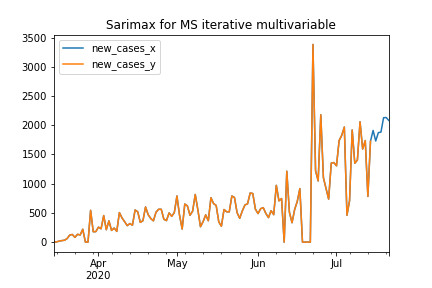 Sarimax for MS iterative multivariable
new_cases_x
new_cases_y
3500
3000
2500
2000
1500
1000
500
0
Apr
2020
May
Jun
Jul